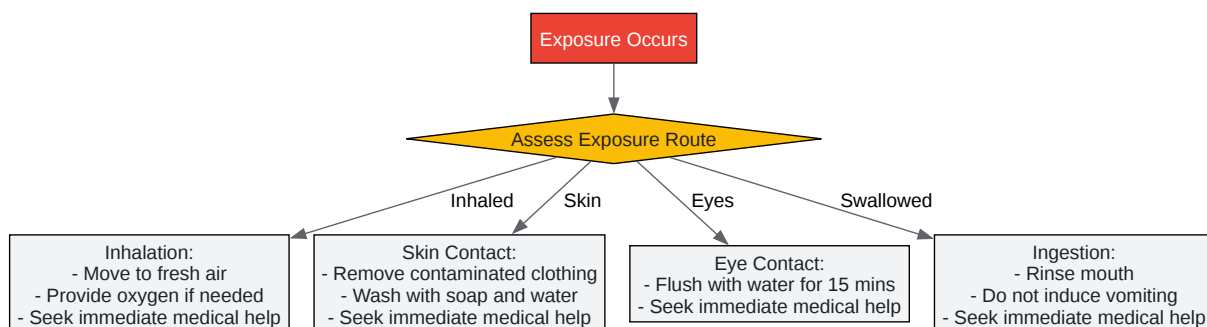 Exposure Occurs
Assess Exposure Route
Inhaled
Skin
Eyes
Swallowed
Inhalation:
- Move to fresh air
- Provide oxygen if needed
- Seek immediate medical help
Skin Contact:
- Remove contaminated clothing
- Wash with soap and water
- Seek immediate medical help
Eye Contact:
- Flush with water for 15 mins
- Seek immediate medical help
Ingestion:
- Rinse mouth
- Do not induce vomiting
- Seek immediate medical help